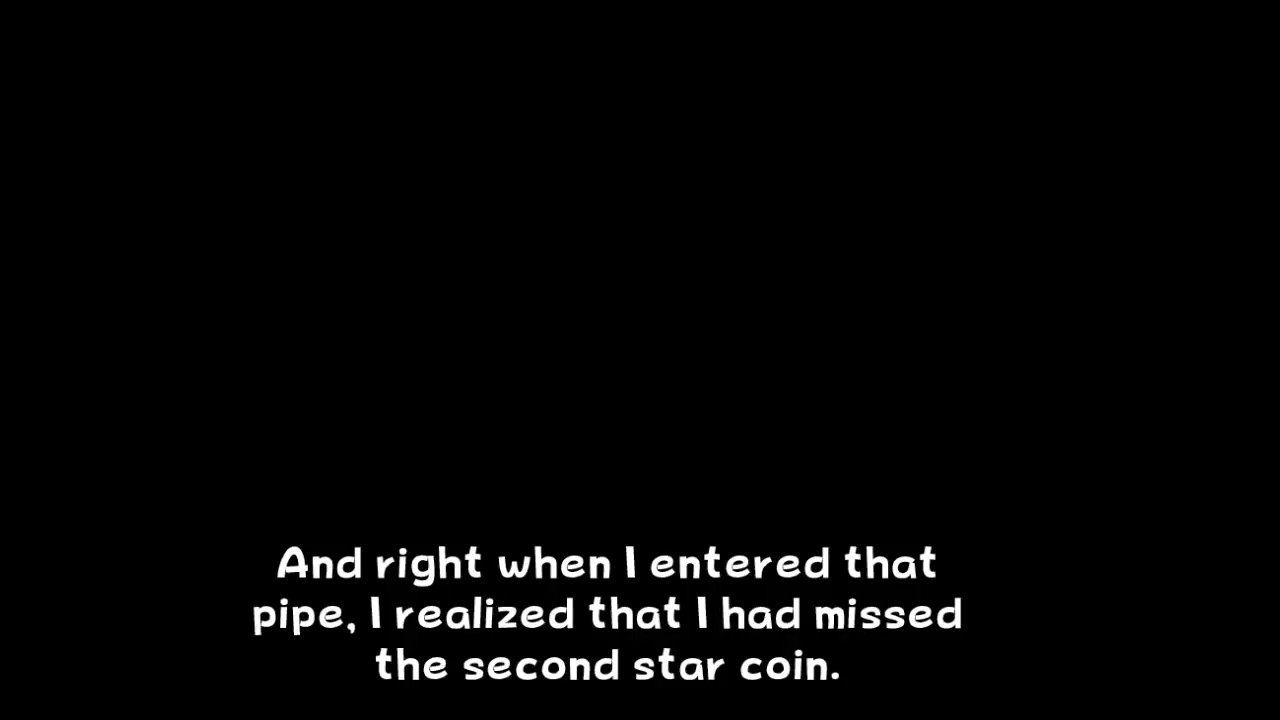 And right when I entered that
pipe, I realized that I had missed
the second star coin.